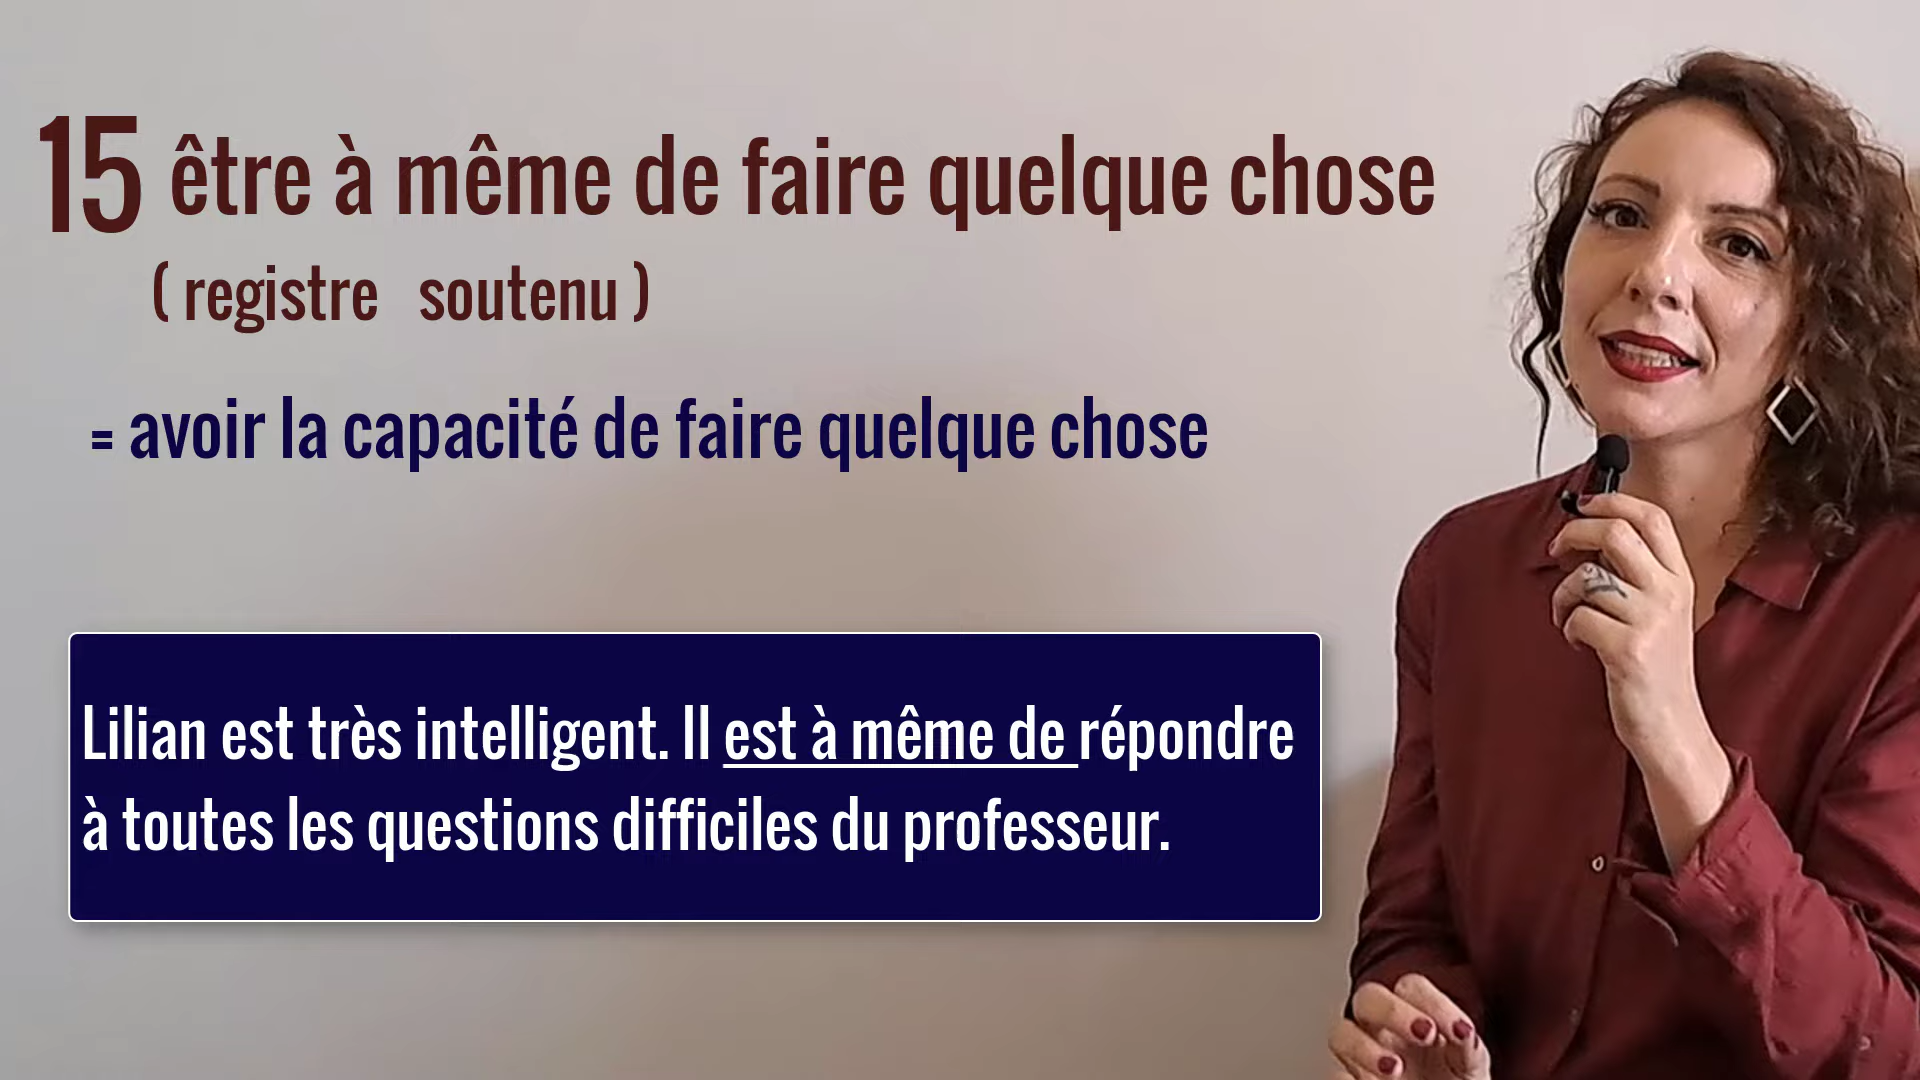 15 être à même de faire quelque chose
( registre soutenu )
= avoir la capacité de faire quelque chose
Lilian est très intelligent. Il est à même de répondre
à toutes les questions difficiles du professeur.